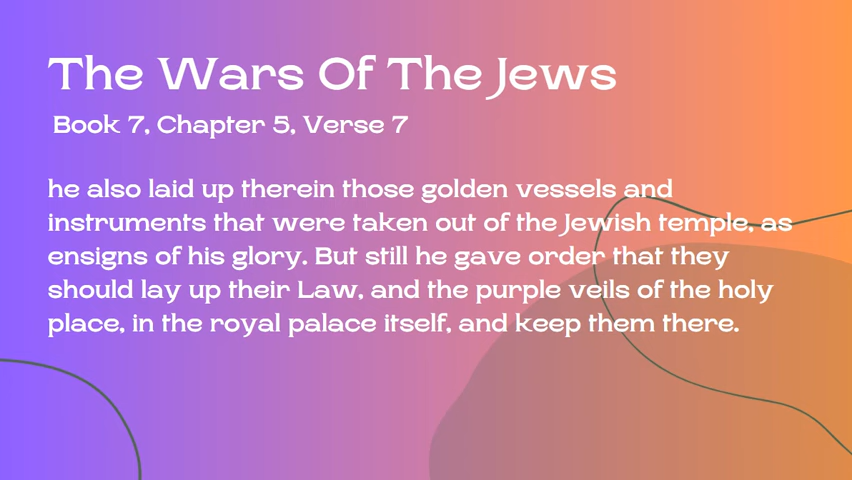 The Wars Of The Jews
Book 7, Chapter 5, Verse 7
he also laid up therein those golden vessels and
instruments that were taken out of the Jewish temple, as
ensigns of his glory. But still he gave order that they
should lay up their Law, and the purple veils of the holy
place, in the royal palace itself, and keep them there.